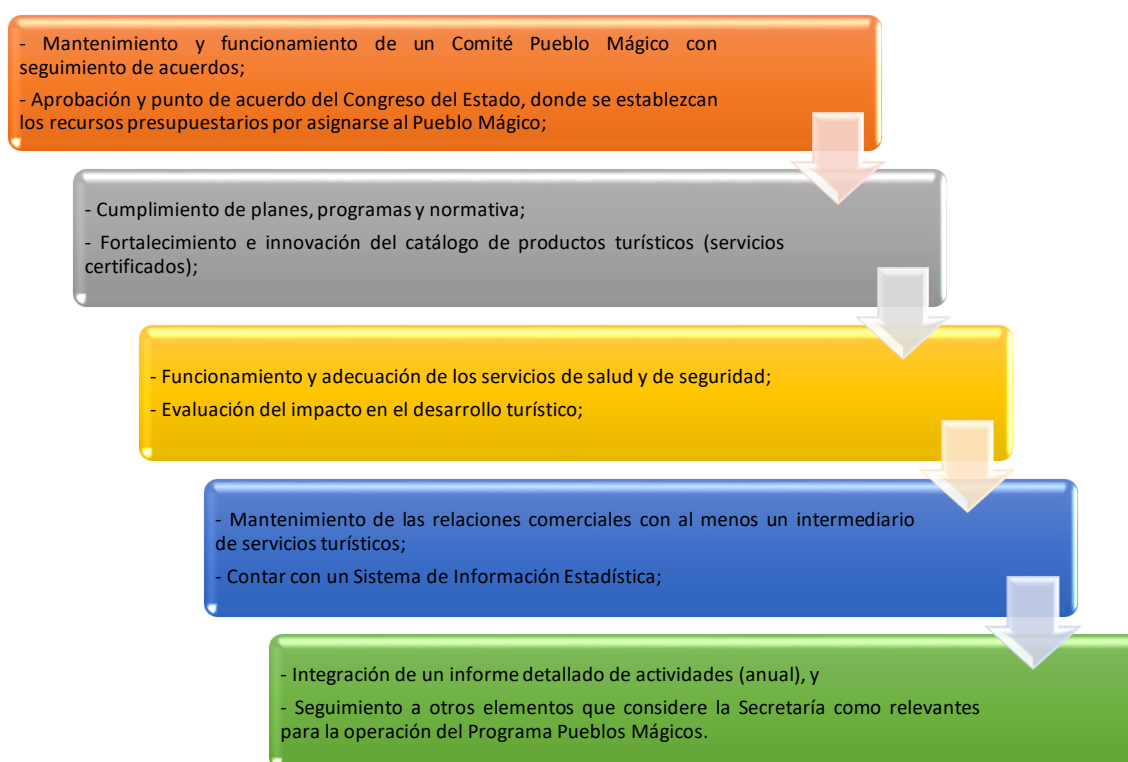 - Mantenimiento y funcionamiento de un Comité Pueblo Mágico con
seguimiento de acuerdos;
- Aprobación y punto de acuerdo del Congreso del Estado, donde se establezcan
los recursos presupuestarios por asignarse al Pueblo Mágico;
- Cumplimiento de planes, programas y normativa;
- Fortalecimiento e innovación del catálogo de productos turísticos (servicios
certificados);
- Funcionamiento y adecuación de los servicios de salud y de seguridad;
- Evaluación del impacto en el desarrollo turístico;
- Mantenimiento de las relaciones comerciales con al menos un intermediario
de servicios turísticos;
- Contar con un Sistema de Información Estadística;
- Integración de un informe detallado de actividades (anual), y
- Seguimiento a otros elementos que considere la Secretaría como relevantes
para la operación del Programa Pueblos Mágicos.